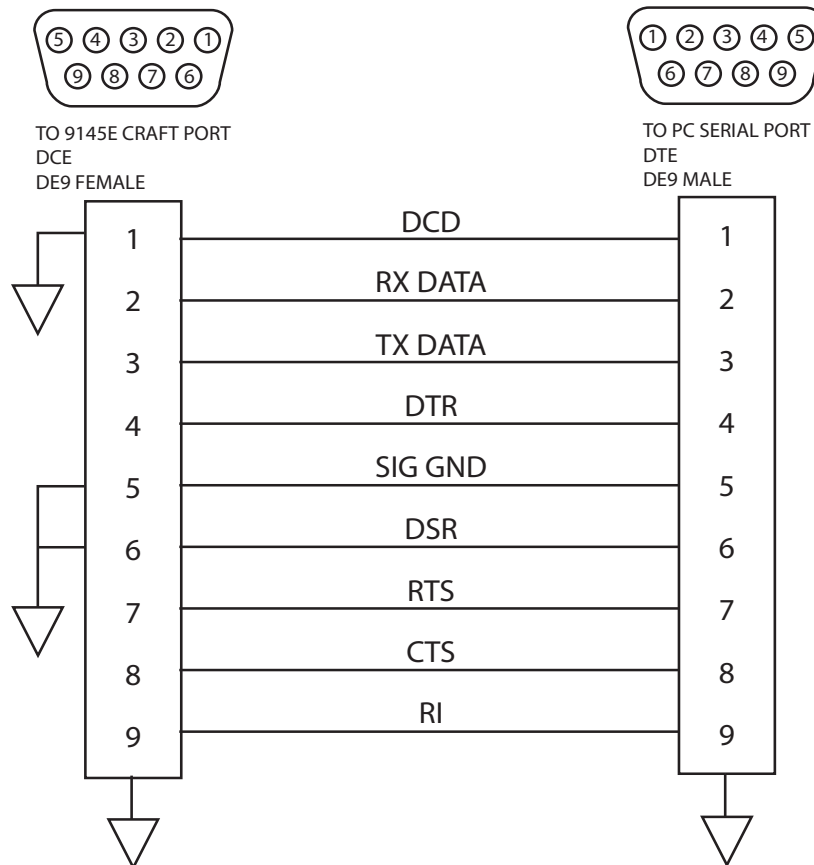 5 4 3 2 1
9 8 7 6
TO 9145E CRAFT PORT
DCE
DE9 FEMALE
1 2 3 4 5
6 7 8 9
TO PC SERIAL PORT
DTE
DE9 MALE
1 DCD 1
2 RX DATA 2
3 TX DATA 3
4 DTR 4
5 SIG GND 5
6 DSR 6
7 RTS 7
8 CTS 8
9 RI 9